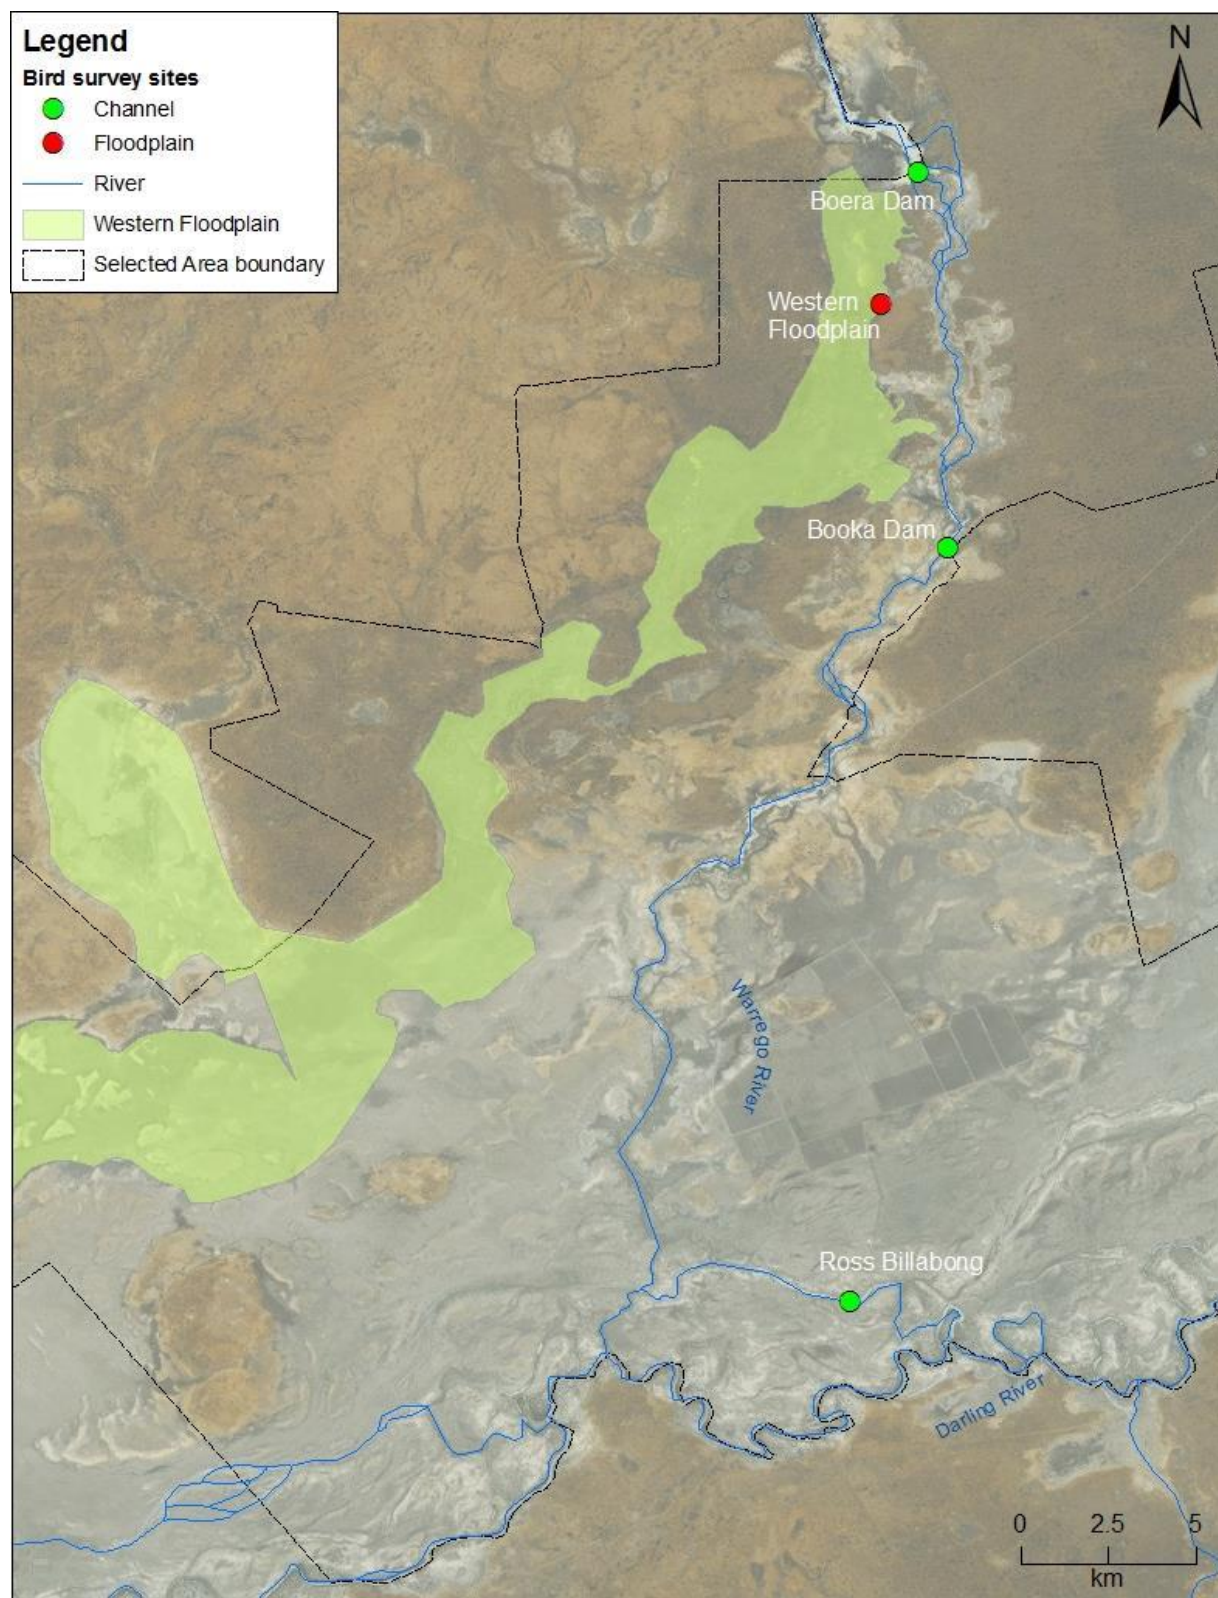 Legend
Bird survey sites
Channel
Floodplain
River
Western Floodplain
Selected Area boundary
N
Boera Dam
Western
Floodplain
Booka Dam
Warrego River
Ross Billabong
Darling River
0 2.5 5
km